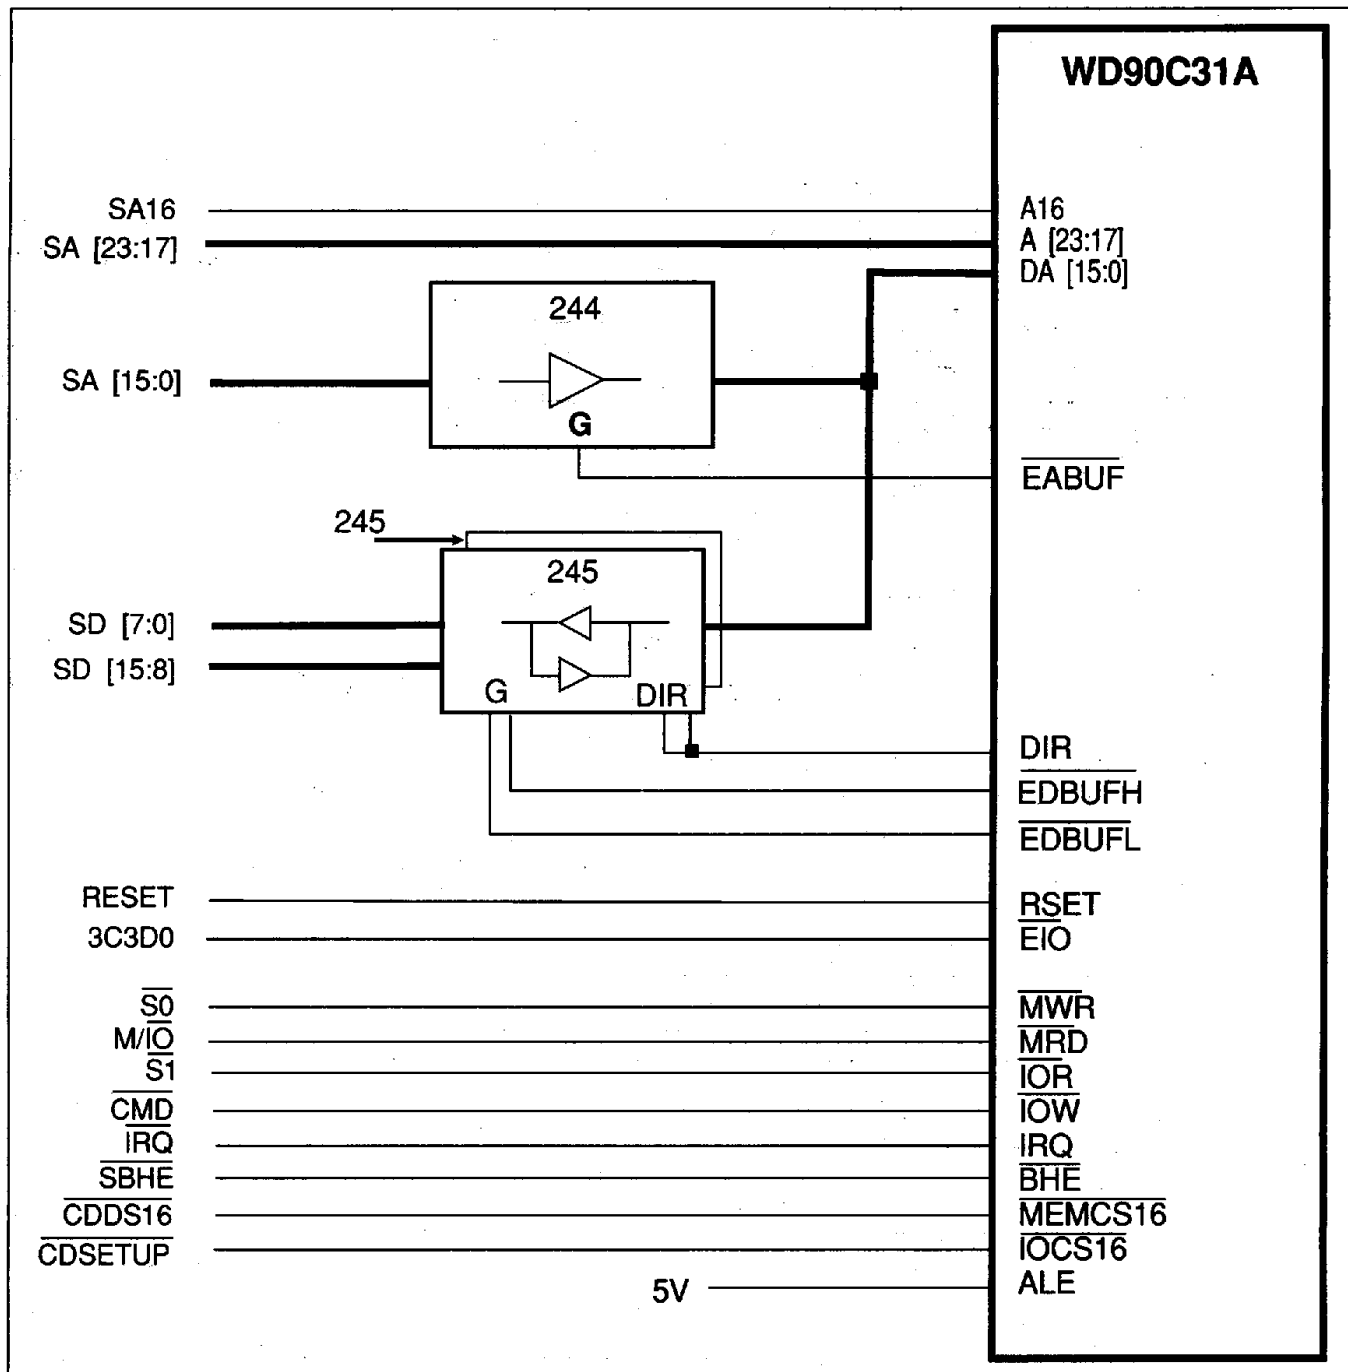 WD90C31A
SA16 A16
SA [23:17] A [23:17]
DA [15:0]
244
SA [15:0]
G
EABUF
245
245
SD [7:0]
SD [15:8]
G DIR
DIR
EDBUFH
EDBUFL
RESET RSET
3C3D0 EIO
S0 MWR
M/IO MRD
S1 IOR
CMD IOW
IRQ IRQ
SBHE BHE
CDDS16 MEMCS16
CDSETUP IOCS16
5V ALE